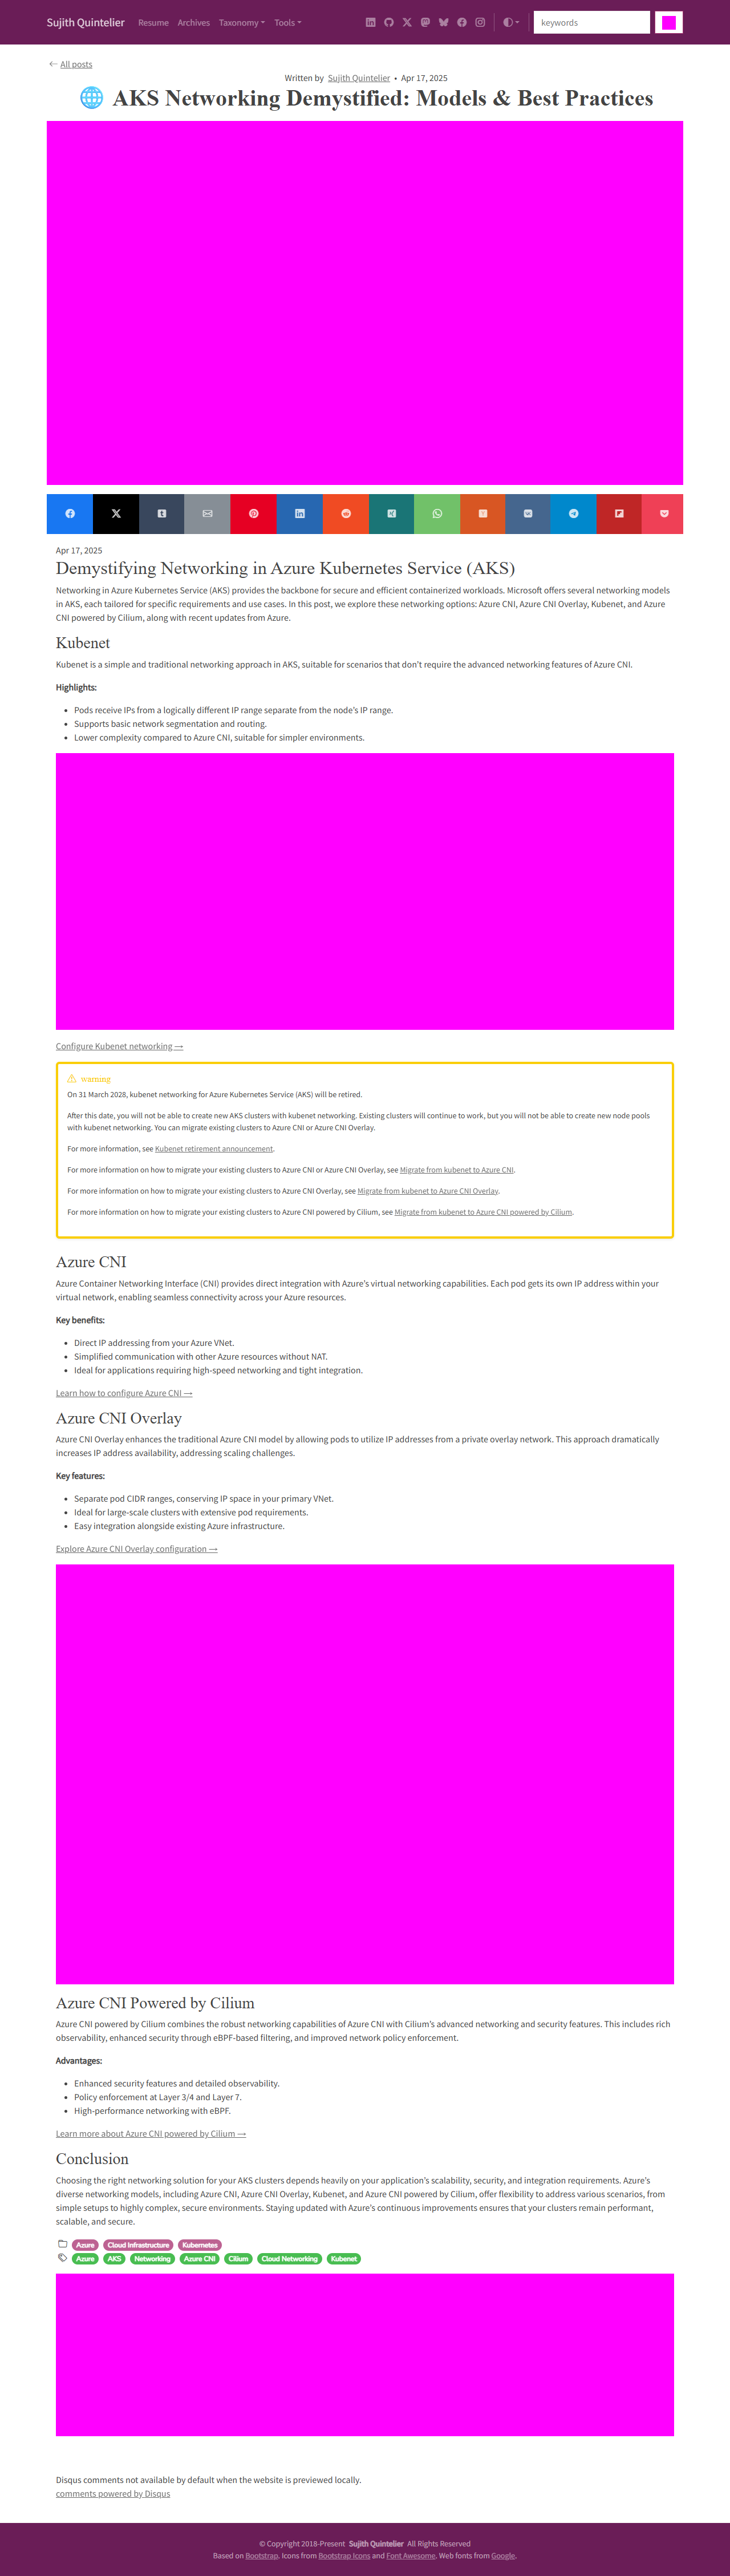 Sujith Quintelier Resume Archives Taxonomy Tools keywords
All posts
Written by Sujith Quintelier • Apr 17, 2025
AKS Networking Demystified: Models & Best Practices
Apr 17, 2025
Demystifying Networking in Azure Kubernetes Service (AKS)
Networking in Azure Kubernetes Service (AKS) provides the backbone for secure and efficient containerized workloads. Microsoft offers several networking models
in AKS, each tailored for specific requirements and use cases. In this post, we explore these networking options: Azure CNI, Azure CNI Overlay, Kubenet, and Azure
CNI powered by Cilium, along with recent updates from Azure.
Kubenet
Kubenet is a simple and traditional networking approach in AKS, suitable for scenarios that don't require the advanced networking features of Azure CNI.
Highlights:
• Pods receive IPs from a logically different IP range separate from the node's IP range.
• Supports basic network segmentation and routing.
• Lower complexity compared to Azure CNI, suitable for simpler environments.
Configure Kubenet networking →
warning
On 31 March 2028, kubenet networking for Azure Kubernetes Service (AKS) will be retired.
After this date, you will not be able to create new AKS clusters with kubenet networking. Existing clusters will continue to work, but you will not be able to create new node pools
with kubenet networking. You can migrate existing clusters to Azure CNI or Azure CNI Overlay.
For more information, see Kubenet retirement announcement.
For more information on how to migrate your existing clusters to Azure CNI or Azure CNI Overlay, see Migrate from kubenet to Azure CNI.
For more information on how to migrate your existing clusters to Azure CNI Overlay, see Migrate from kubenet to Azure CNI Overlay.
For more information on how to migrate your existing clusters to Azure CNI powered by Cilium, see Migrate from kubenet to Azure CNI powered by Cilium.
Azure CNI
Azure Container Networking Interface (CNI) provides direct integration with Azure's virtual networking capabilities. Each pod gets its own IP address within your
virtual network, enabling seamless connectivity across your Azure resources.
Key benefits:
• Direct IP addressing from your Azure VNet.
• Simplified communication with other Azure resources without NAT.
• Ideal for applications requiring high-speed networking and tight integration.
Learn how to configure Azure CNI →
Azure CNI Overlay
Azure CNI Overlay enhances the traditional Azure CNI model by allowing pods to utilize IP addresses from a private overlay network. This approach dramatically
increases IP address availability, addressing scaling challenges.
Key features:
• Separate pod CIDR ranges, conserving IP space in your primary VNet.
• Ideal for large-scale clusters with extensive pod requirements.
• Easy integration alongside existing Azure infrastructure.
Explore Azure CNI Overlay configuration →
Azure CNI Powered by Cilium
Azure CNI powered by Cilium combines the robust networking capabilities of Azure CNI with Cilium's advanced networking and security features. This includes rich
observability, enhanced security through eBPF-based filtering, and improved network policy enforcement.
Advantages:
• Enhanced security features and detailed observability.
• Policy enforcement at Layer 3/4 and Layer 7.
• High-performance networking with eBPF.
Learn more about Azure CNI powered by Cilium →
Conclusion
Choosing the right networking solution for your AKS clusters depends heavily on your application's scalability, security, and integration requirements. Azure's
diverse networking models, including Azure CNI, Azure CNI Overlay, Kubenet, and Azure CNI powered by Cilium, offer flexibility to address various scenarios, from
simple setups to highly complex, secure environments. Staying updated with Azure's continuous improvements ensures that your clusters remain performant,
scalable, and secure.
Azure Cloud Infrastructure Kubernetes
Azure AKS Networking Azure CNI Cilium Cloud Networking Kubenet
Disqus comments not available by default when the website is previewed locally.
comments powered by Disqus
© Copyright 2018-Present Sujith Quintelier All Rights Reserved
Based on Bootstrap. Icons from Bootstrap Icons and Font Awesome. Web fonts from Google.